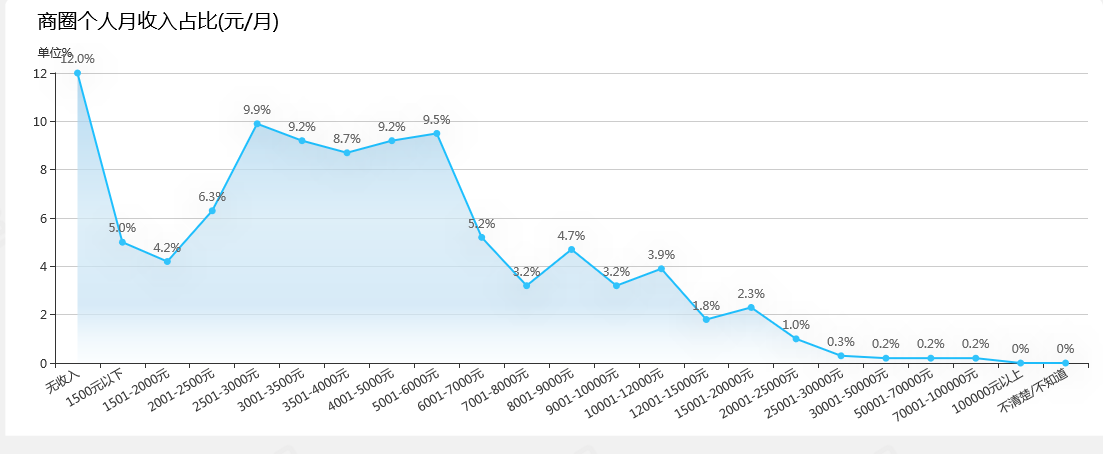 商圈个人月收入占比(元/月)
单位%
12.0%
5.0%
4.2%
6.3%
9.9%
9.2%
8.7%
9.2%
9.5%
5.2%
3.2%
4.7%
3.2%
3.9%
1.8%
2.3%
1.0%
0.3%
0.2%
0.2%
0.2%
0%
0%
12
10
8
6
4
2
0
无收入
1500元以下
1501-2000元
2001-2500元
2501-3000元
3001-3500元
3501-4000元
4001-5000元
5001-6000元
6001-7000元
7001-8000元
8001-9000元
9001-10000元
10001-12000元
12001-15000元
15001-20000元
20001-25000元
25001-30000元
30001-50000元
50001-70000元
70001-100000元
100000元以上
不清楚/不知道